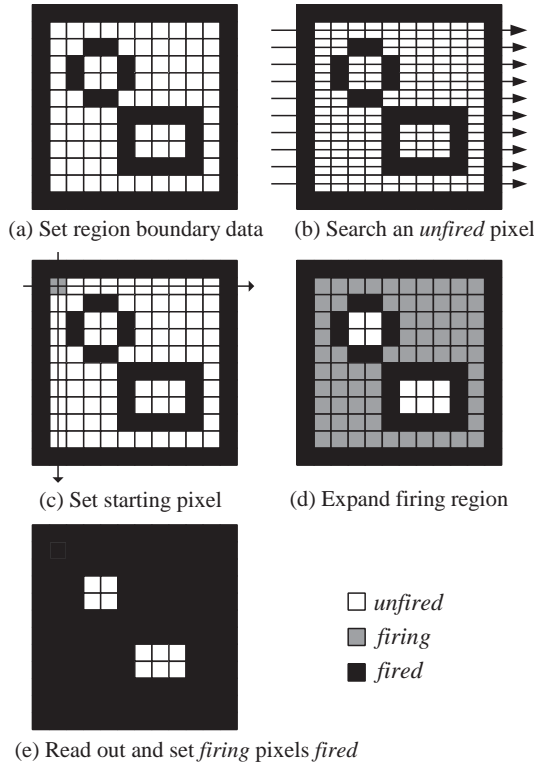 (a) Set region boundary data
(b) Search an unfired pixel
(c) Set starting pixel
(d) Expand firing region
unfired
firing
fired
(e) Read out and set firing pixels fired